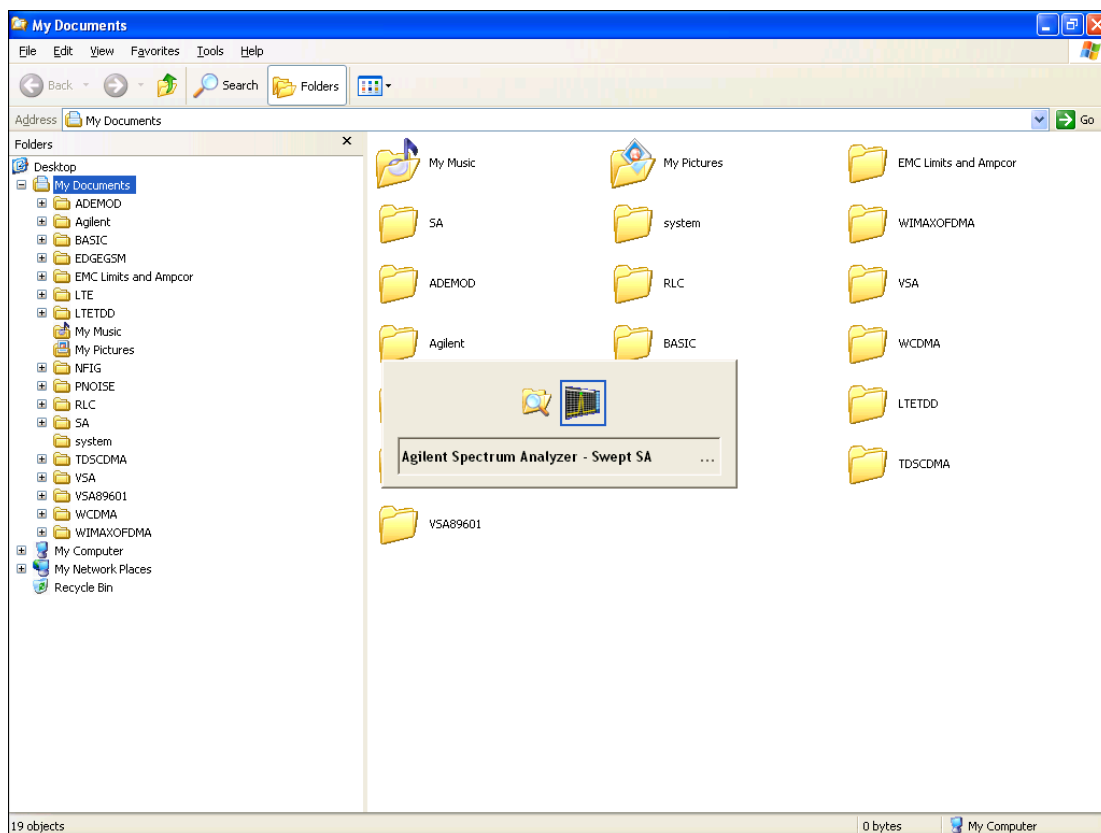 My Documents
File Edit View Favorites Tools Help
Back Search Folders
Address My Documents Go
Folders
Desktop
My Documents
ADEMOD
Agilent
BASIC
EDGEGSM
EMC Limits and Ampcor
LTE
LTETDD
My Music
My Pictures
NFIG
PNOISE
RLC
SA
system
TDSCDMA
VSA
VSA89601
WCDMA
WIMAXOFDMA
My Computer
My Network Places
Recycle Bin
My Music My Pictures EMC Limits and Ampcor
SA system WIMAXOFDMA
ADEMOD RLC VSA
Agilent BASIC WCDMA
LTETDD
Agilent Spectrum Analyzer - Swept SA ...
TDSCDMA
VSA89601
19 objects 0 bytes My Computer